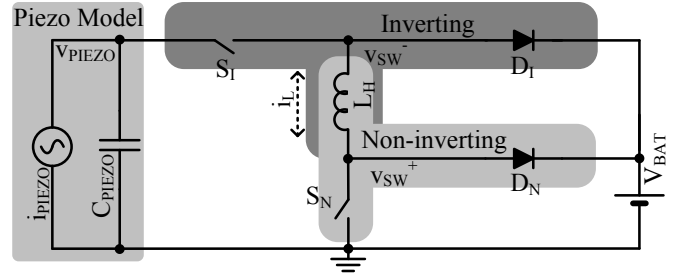 Piezo Model
Inverting
vPIEZO
SI
vSW-
DI
iL
LH
Non-inverting
iPIEZO
CPIEZO
SN
vSW+
DN
VBAT